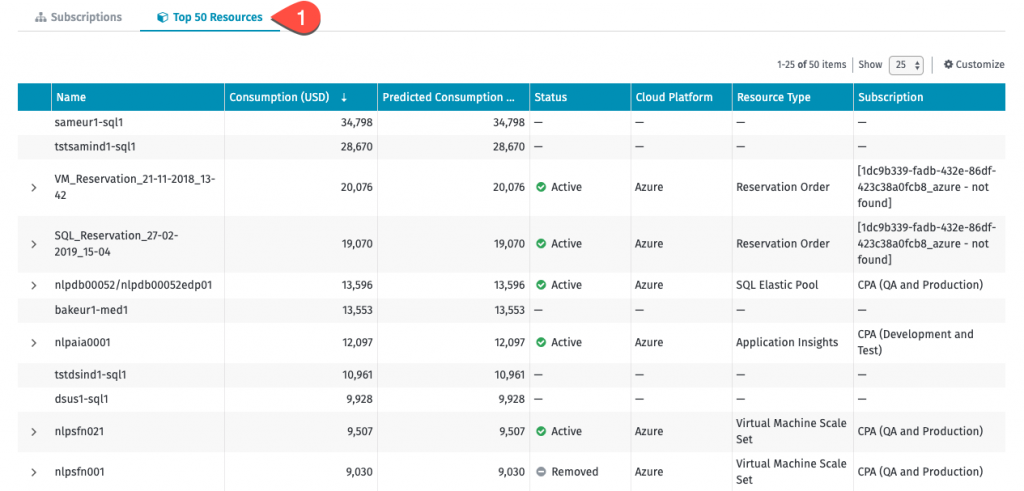 Subscriptions Top 50 Resources 1
1-25 of 50 items Show 25 Customize
Name Consumption (USD) ↓ Predicted Consumption ... Status Cloud Platform Resource Type Subscription
sameur1-sql1 34,798 34,798 — — — —
tstsamind1-sql1 28,670 28,670 — — — —
VM_Reservation_21-11-2018_13-
42 20,076 20,076 Active Azure Reservation Order [1dc9b339-fadb-432e-86df-
423c38a0fcb8_azure - not
found]
SQL_Reservation_27-02-
2019_15-04 19,070 19,070 Active Azure Reservation Order [1dc9b339-fadb-432e-86df-
423c38a0fcb8_azure - not
found]
nlpdb00052/nlpdb00052edp01 13,596 13,596 Active Azure SQL Elastic Pool CPA (QA and Production)
bakeur1-med1 13,553 13,553 — — — —
nlpaia0001 12,097 12,097 Active Azure Application Insights CPA (Development and
Test)
tstdsind1-sql1 10,961 10,961 — — — —
dsus1-sql1 9,928 9,928 — — — —
nlpsfn021 9,507 9,507 Active Azure Virtual Machine Scale
Set CPA (QA and Production)
nlpsfn001 9,030 9,030 Removed Azure Virtual Machine Scale
Set CPA (QA and Production)